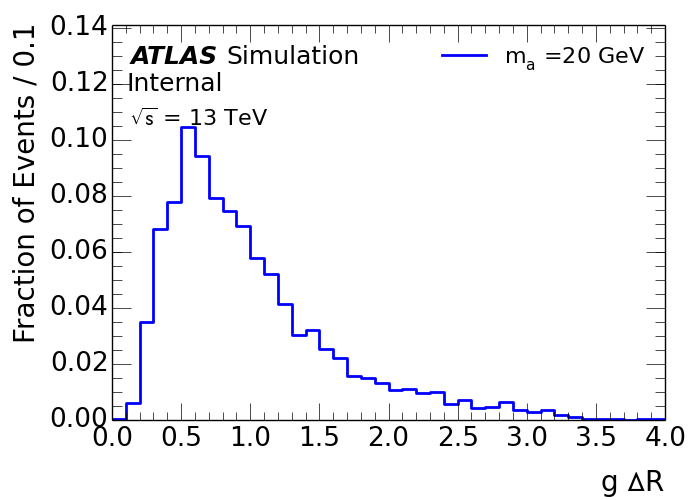 0.14
ATLAS Simulation
Internal
√s = 13 TeV
mₐ =20 GeV
Fraction of Events / 0.1
0.12
0.10
0.08
0.06
0.04
0.02
0.00
0.0 0.5 1.0 1.5 2.0 2.5 3.0 3.5 4.0
g ΔR